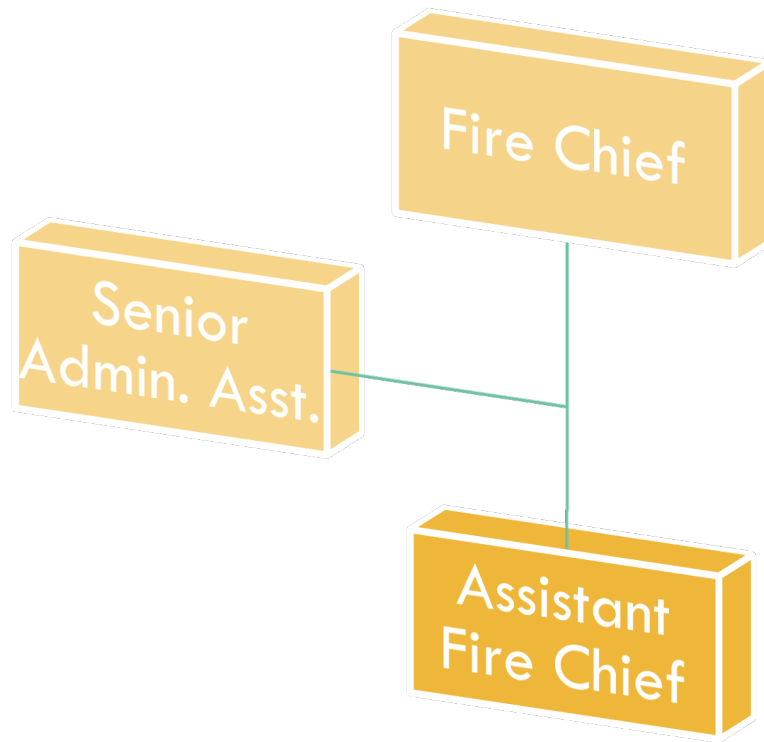 Fire Chief
Senior
Admin. Asst.
Assistant
Fire Chief